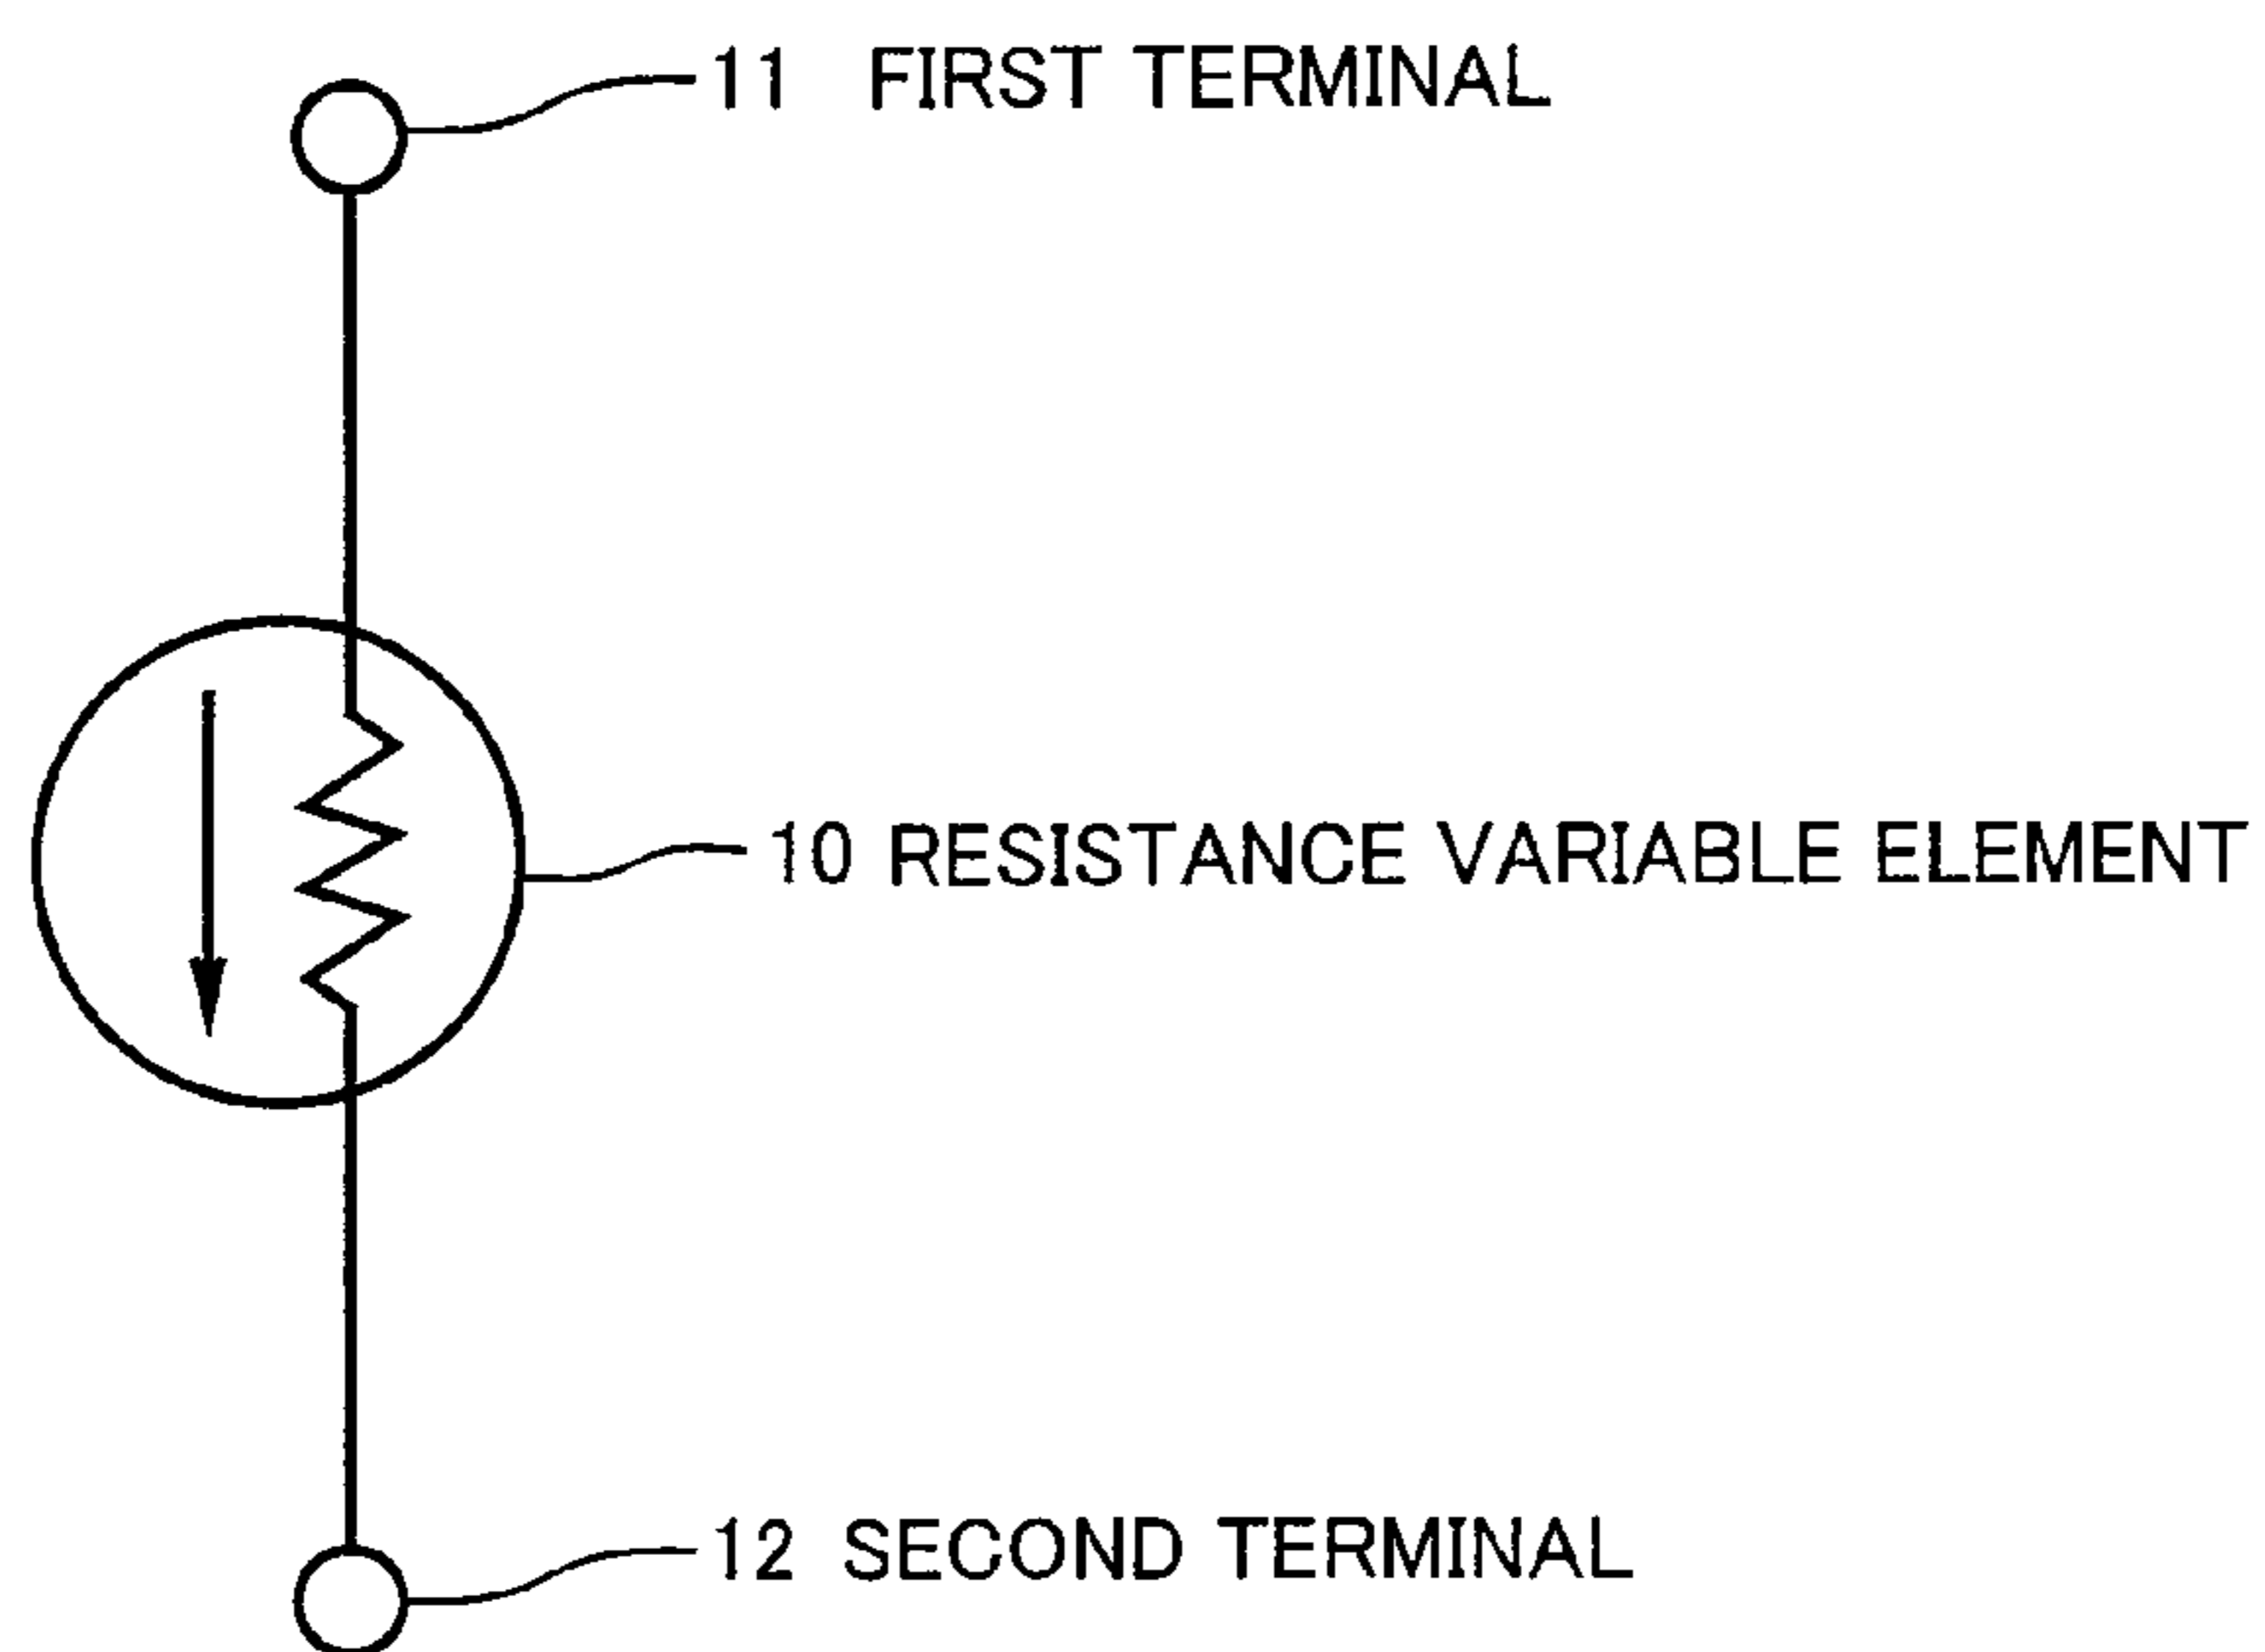 11 FIRST TERMINAL
10 RESISTANCE VARIABLE ELEMENT
12 SECOND TERMINAL